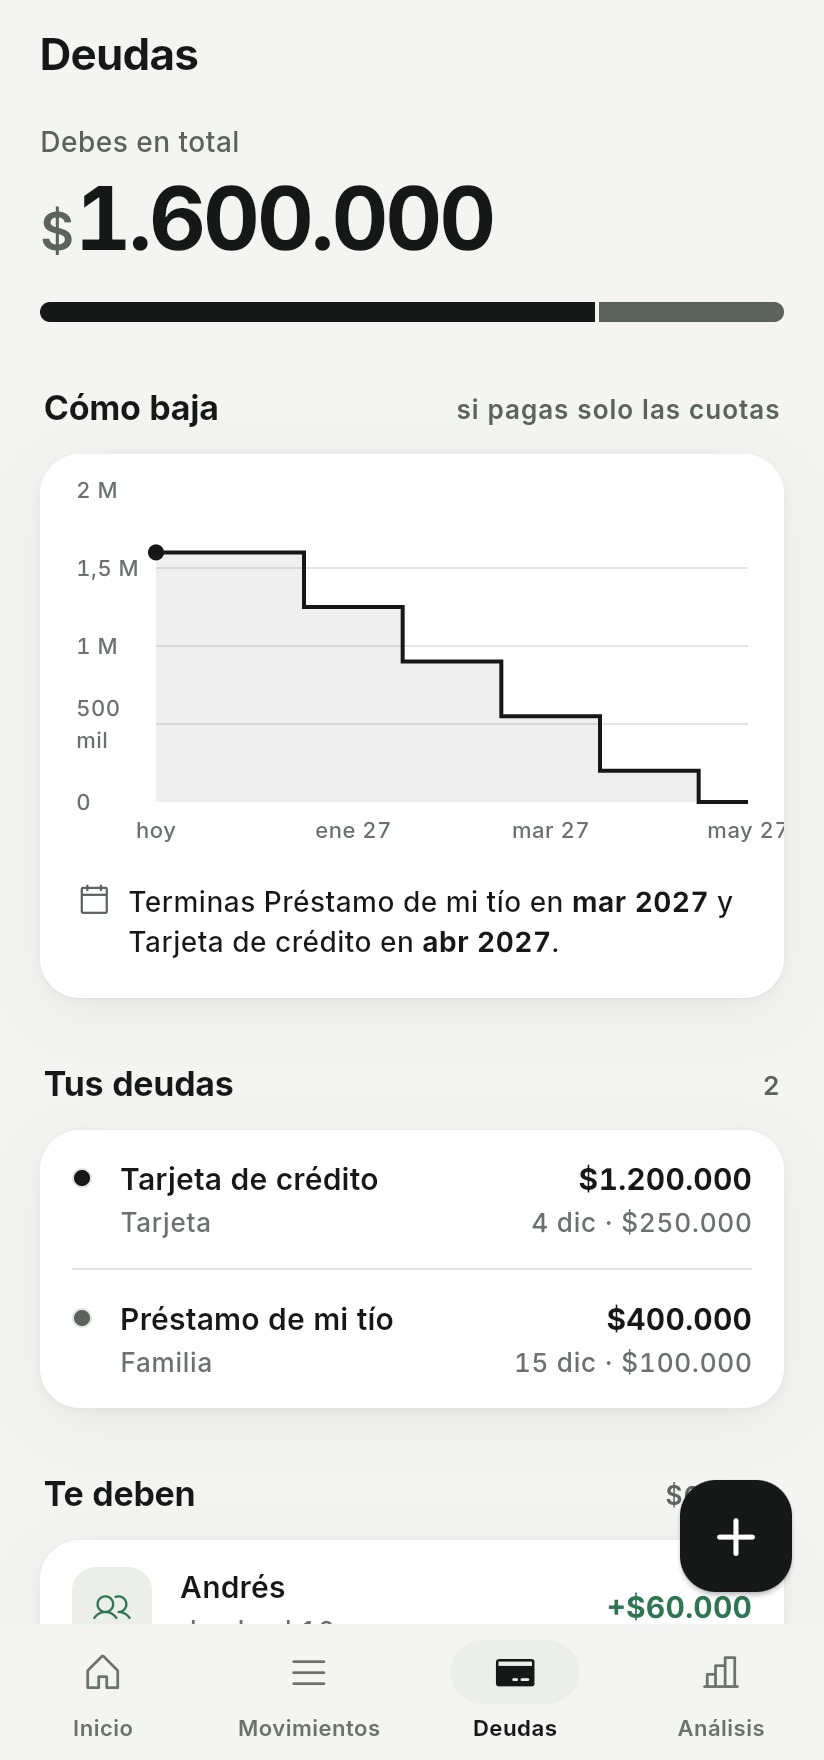 Deudas
Debes en total
$1.600.000
Cómo baja
si pagas solo las cuotas
2 M
1,5 M
1 M
500
mil
0
hoy
ene 27
mar 27
may 27
Terminas Préstamo de mi tío en mar 2027 y
Tarjeta de crédito en abr 2027.
Tus deudas
2
Tarjeta de crédito
$1.200.000
Tarjeta
4 dic · $250.000
Préstamo de mi tío
$400.000
Familia
15 dic · $100.000
Te deben
Andrés
+$60.000
Inicio
Movimientos
Deudas
Análisis